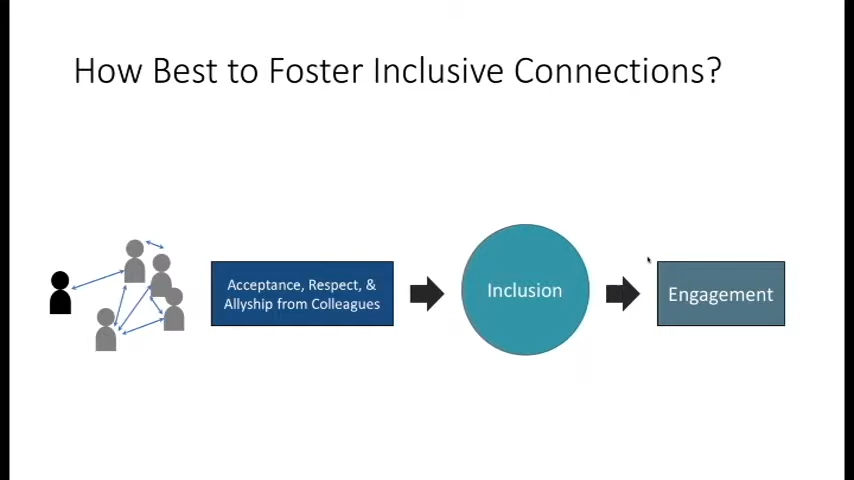 How Best to Foster Inclusive Connections?
Acceptance, Respect, &
Allyship from Colleagues
Inclusion
Engagement